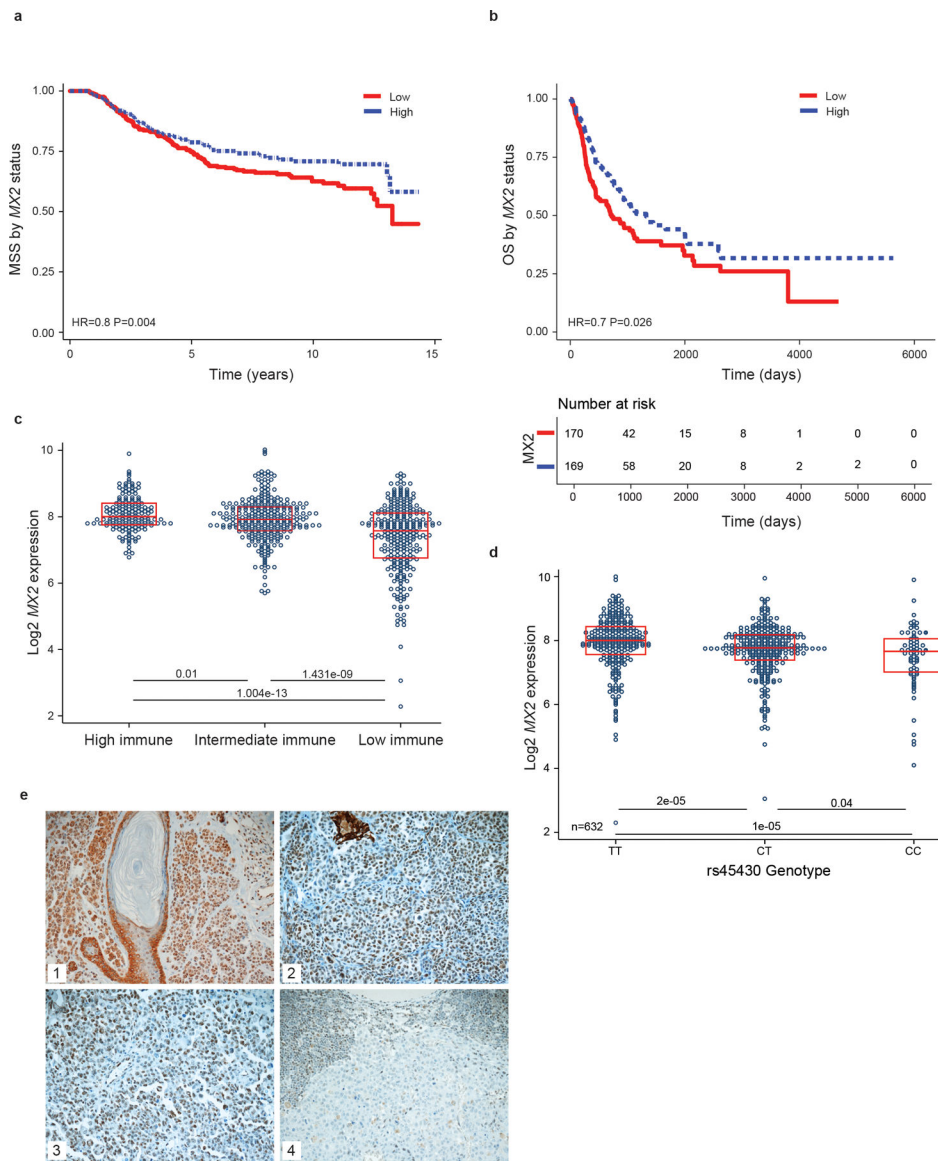 a
MSS by MX2 status
1.00
0.75
0.50
0.25
0.00
Low
High
HR=0.8 P=0.004
0 5 10 15
Time (years)
b
OS by MX2 status
1.00
0.75
0.50
0.25
0.00
Low
High
HR=0.7 P=0.026
0 2000 4000 6000
Time (days)
Number at risk
MX2
170 42 15 8 1 0 0
169 58 20 8 2 2 0
0 1000 2000 3000 4000 5000 6000
Time (days)
c
Log2 MX2 expression
10
8
6
4
2
0.01 1.431e-09
1.004e-13
High immune Intermediate immune Low immune
d
Log2 MX2 expression
10
8
6
4
2
2e-05 0.04
n=632 1e-05
TT CT CC
rs45430 Genotype
e
1
2
3
4